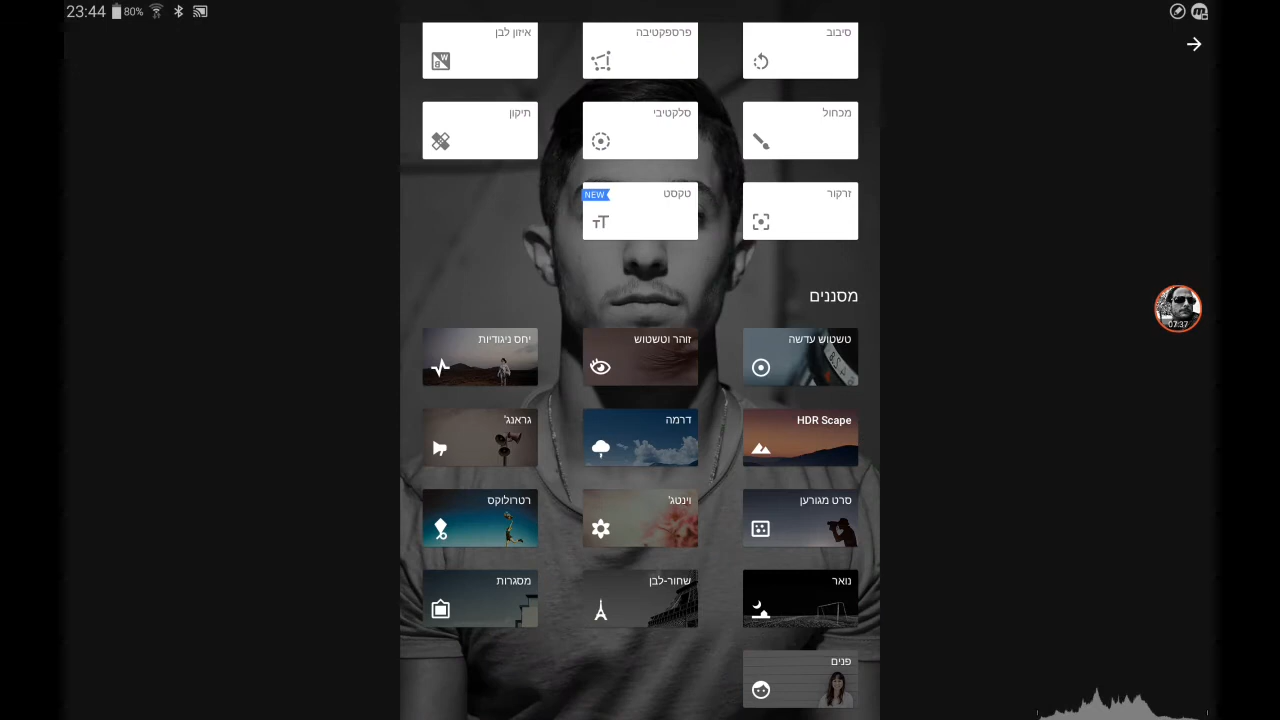 23:44 80%
סיבוב
פרספקטיבה
איזון לבן
מכחול
סלקטיבי
תיקון
זרקור
טקסט
NEW
מסננים
טשטוש עדשה
זוהר וטשטוש
יחס ניגודיות
HDR Scape
דרמה
גראנג'
סרט מגורען
וינטג'
רטרולוקס
נואר
שחור-לבן
מסגרות
פנים
07:37